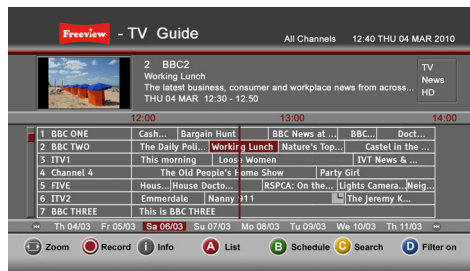 Freeview - TV Guide
All Channels 12:40 THU 04 MAR 2010
2 BBC2
Working Lunch
The latest business, consumer and workplace news from across...
THU 04 MAR 12:30 - 12:50
TV
News
HD
12:00 13:00 14:00
1 BBC ONE Cash... Bargain Hunt BBC News at ... BBC... Doct...
2 BBC TWO The Daily Poli... Working Lunch Nature's Top... Castel in the ...
3 ITV1 This morning Loose Women IVT News & ...
4 Channel 4 The Old People's Home Show Party Girl
5 FIVE Hous... House Docto... RSPCA: On the... Lights Camera... Neig...
6 ITV2 Emmerdale Nanny 911 The Jeremy K...
7 BBC THREE This is BBC THREE
Th 04/03 Fr 05/03 Sa 06/03 Su 07/03 Mo 08/03 Tu 09/03 We 10/03 Th 11/03
Zoom Record i Info A List B Schedule C Zoom D Filter on